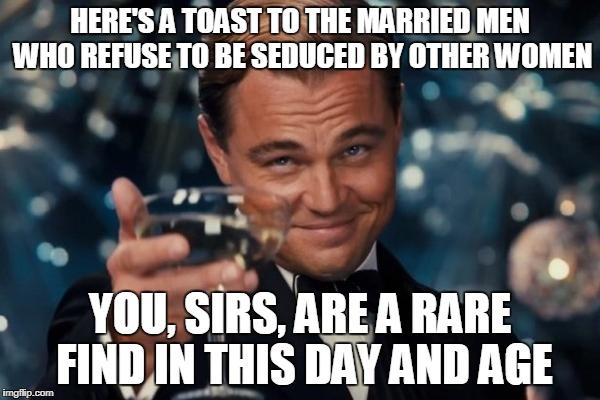 HERE'S A TOAST TO THE MARRIED MEN
WHO REFUSE TO BE SEDUCED BY OTHER WOMEN
YOU, SIRS, ARE A RARE
FIND IN THIS DAY AND AGE
imgflip.com